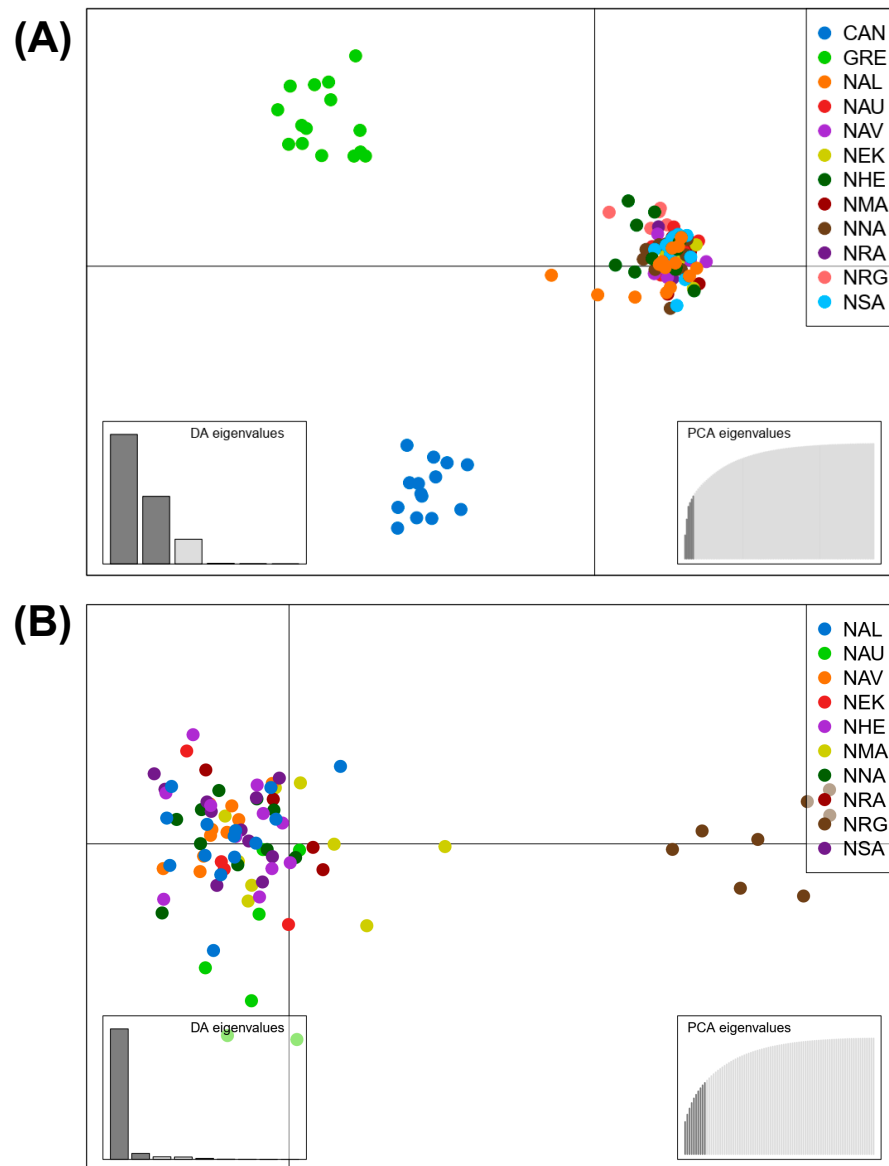 (A)
CAN
GRE
NAL
NAU
NAV
NEK
NHE
NMA
NNA
NRA
NRG
NSA
DA eigenvalues
PCA eigenvalues
(B)
NAL
NAU
NAV
NEK
NHE
NMA
NNA
NRA
NRG
NSA
DA eigenvalues
PCA eigenvalues